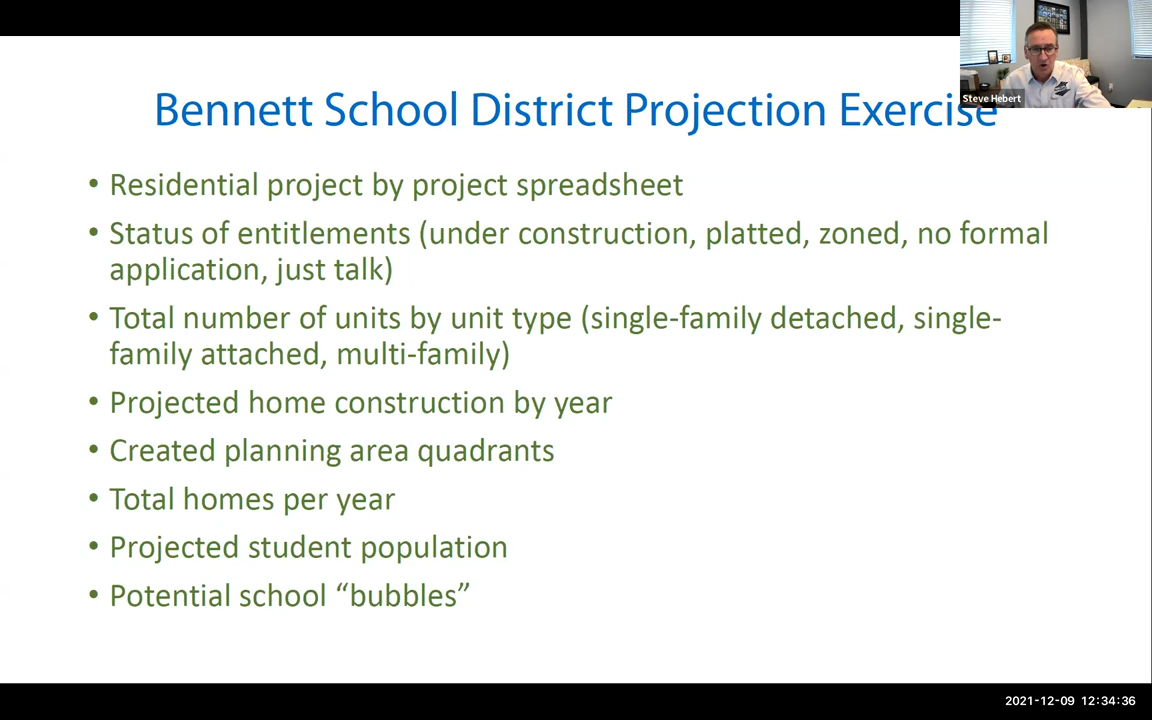 Steve Hebert
Bennett School District Projection Exercise
• Residential project by project spreadsheet
• Status of entitlements (under construction, platted, zoned, no formal
application, just talk)
• Total number of units by unit type (single-family detached, single-
family attached, multi-family)
• Projected home construction by year
• Created planning area quadrants
• Total homes per year
• Projected student population
• Potential school “bubbles”
2021-12-09 12:34:36